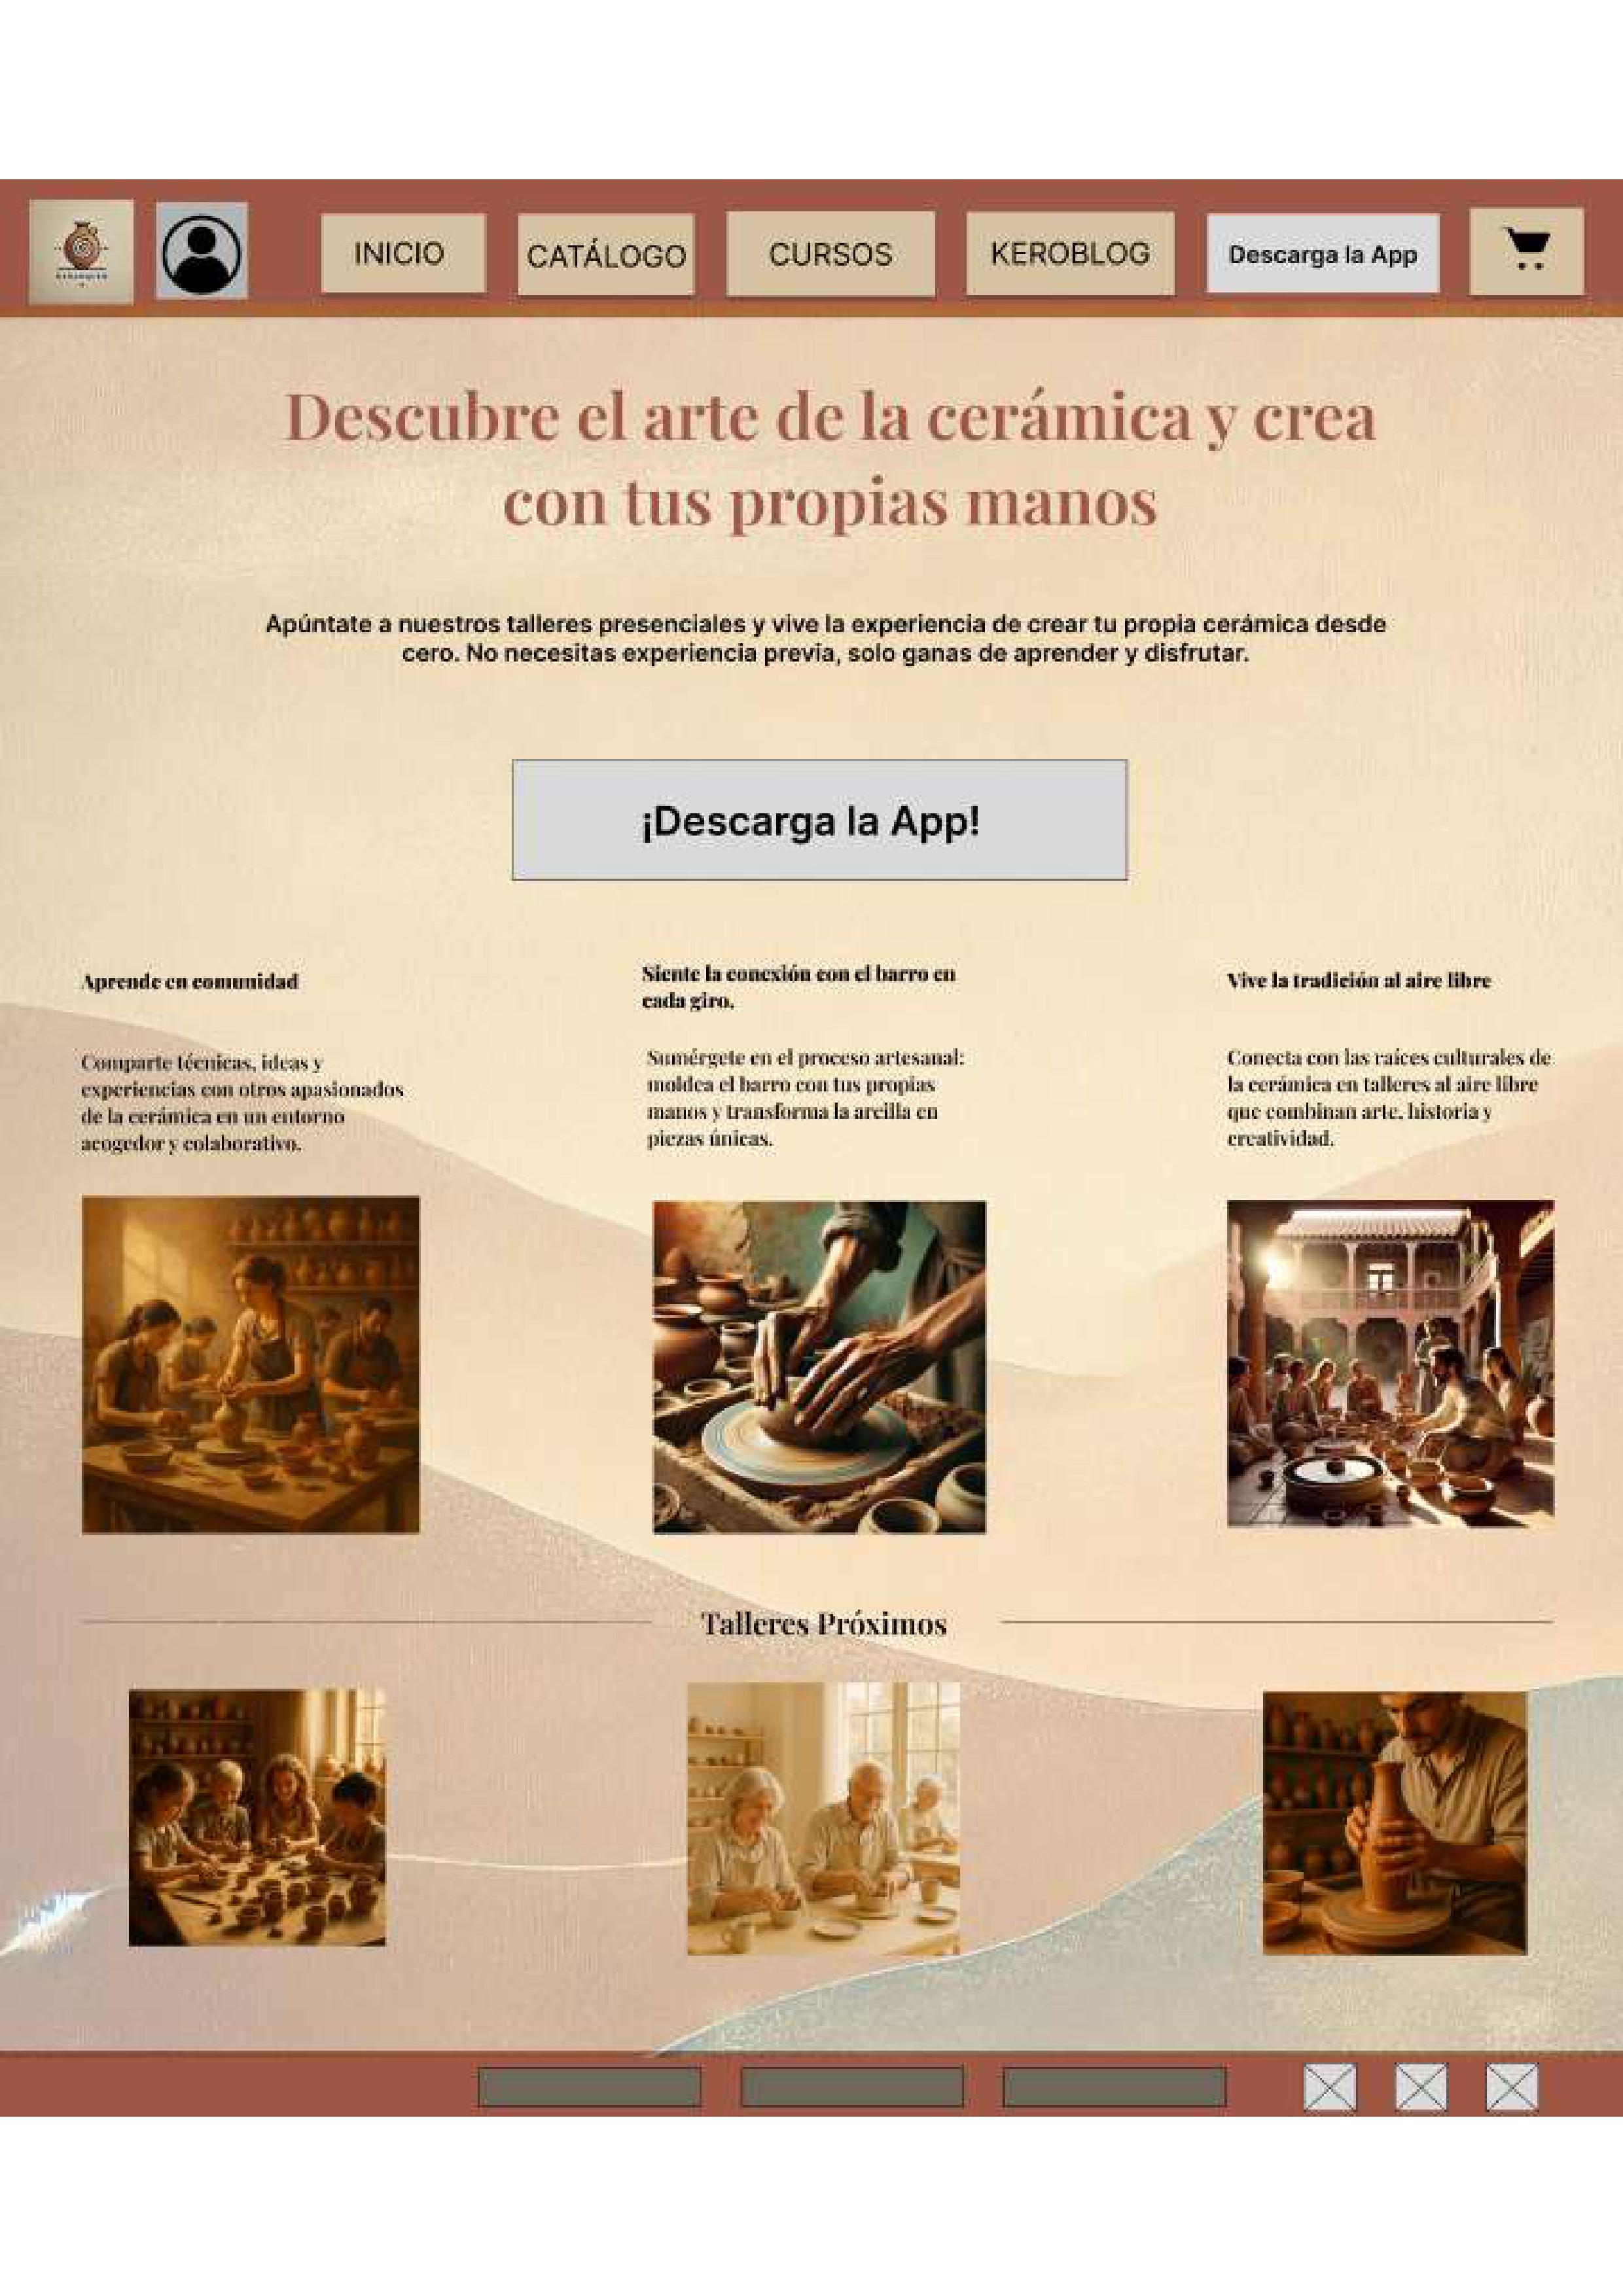 INICIO
CATÁLOGO
CURSOS
KEROBLOG
Descarga la App
Descubre el arte de la cerámica y crea
con tus propias manos
Apúntate a nuestros talleres presenciales y vive la experiencia de crear tu propia cerámica desde
cero. No necesitas experiencia previa, solo ganas de aprender y disfrutar.
¡Descarga la App!
Aprende en comunidad
Comparte técnicas, ideas y
experiencias con otros apasionados
de la cerámica en un entorno
acogedor y colaborativo.
Siente la conexión con el barro en
cada giro.
Sumérgete en el proceso artesanal:
moldea el barro con tus propias
manos y transforma la arcilla en
piezas únicas.
Vive la tradición al aire libre
Conecta con las raíces culturales de
la cerámica en talleres al aire libre
que combinan arte, historia y
creatividad.
Talleres Próximos